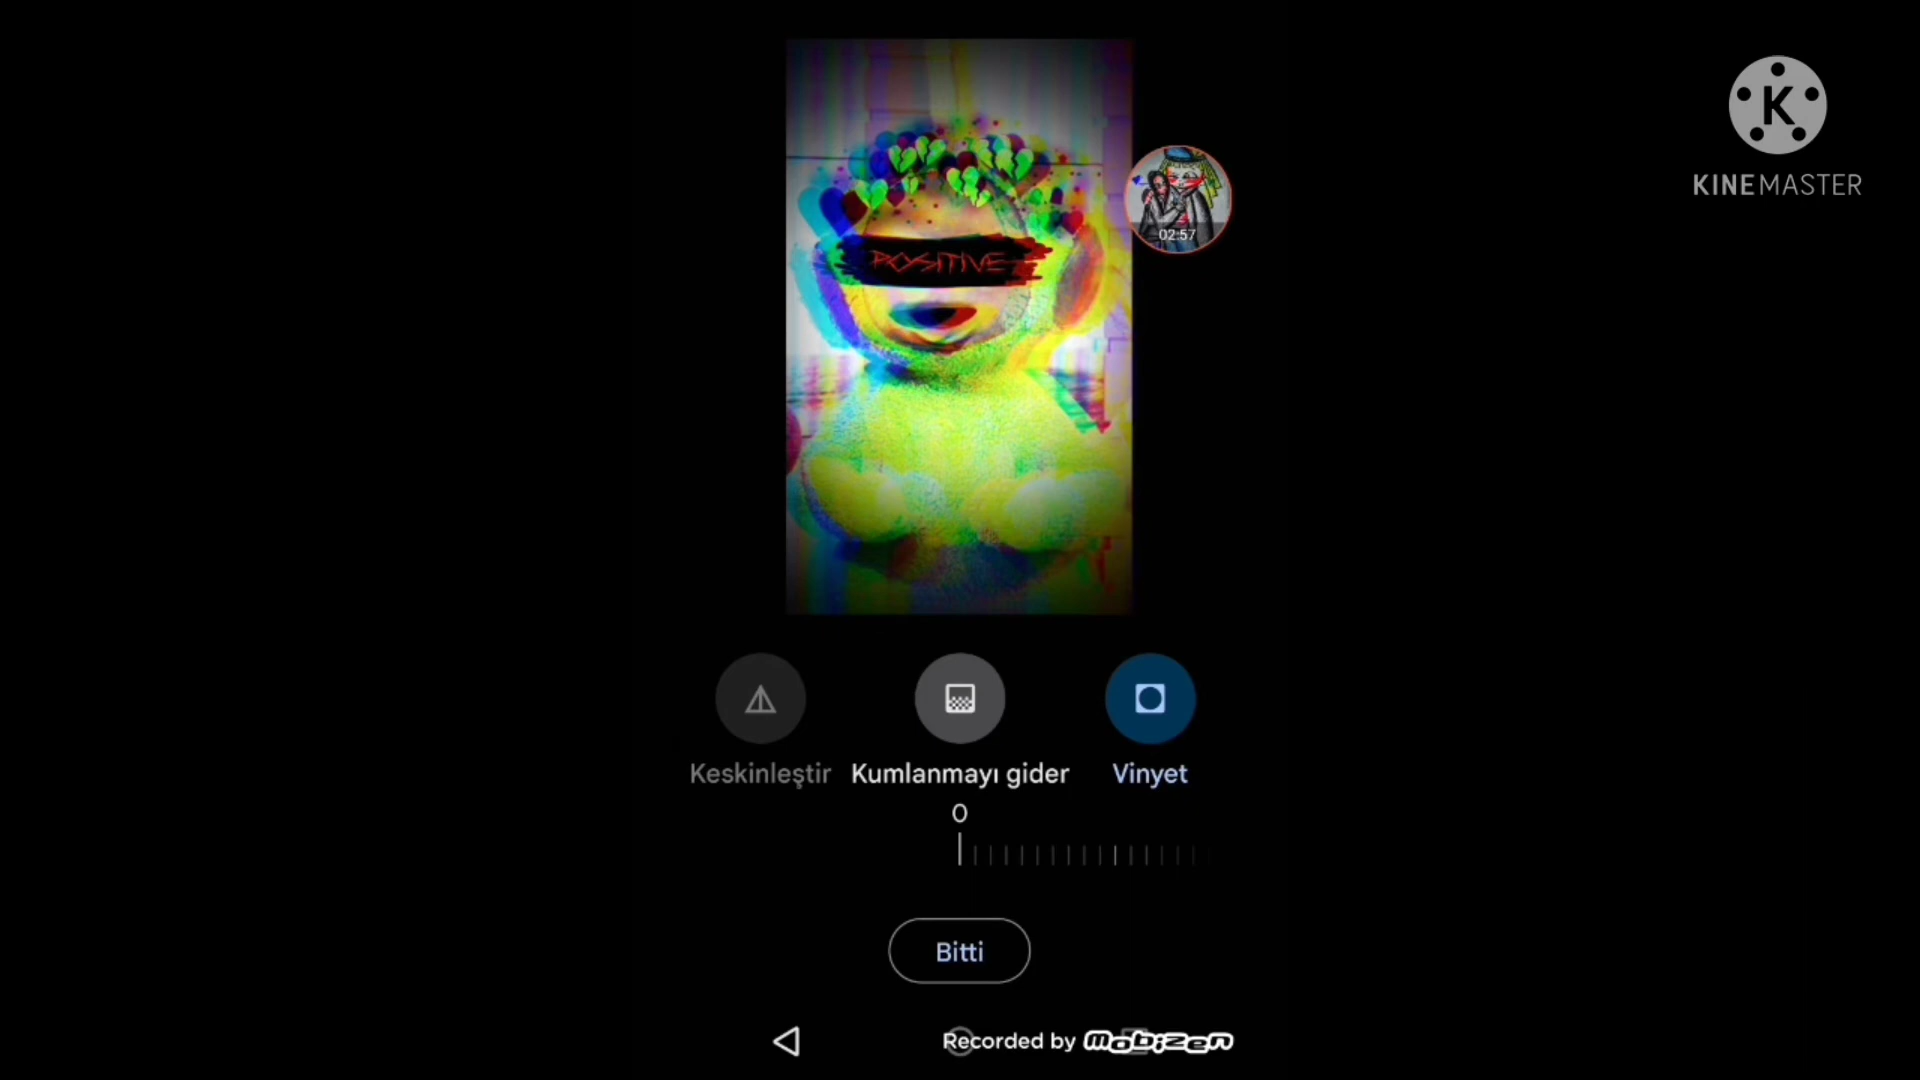 KINEMASTER
02:57
POSITIVE
Keskinleştir
Kumlanmayı gider
Vinyet
0
Bitti
Recorded by mobizen